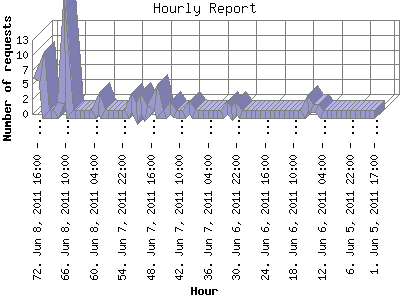 Hourly Report
Number of requests
13
10
7
5
2
0
72. Jun 8, 2011 16:00 - ...
66. Jun 8, 2011 10:00 - ...
60. Jun 8, 2011 04:00 - ...
54. Jun 7, 2011 22:00 - ...
48. Jun 7, 2011 16:00 - ...
42. Jun 7, 2011 10:00 - ...
36. Jun 7, 2011 04:00 - ...
30. Jun 6, 2011 22:00 - ...
24. Jun 6, 2011 16:00 - ...
18. Jun 6, 2011 10:00 - ...
12. Jun 6, 2011 04:00 - ...
6. Jun 5, 2011 22:00 - ...
1. Jun 5, 2011 17:00 - ...
Hour